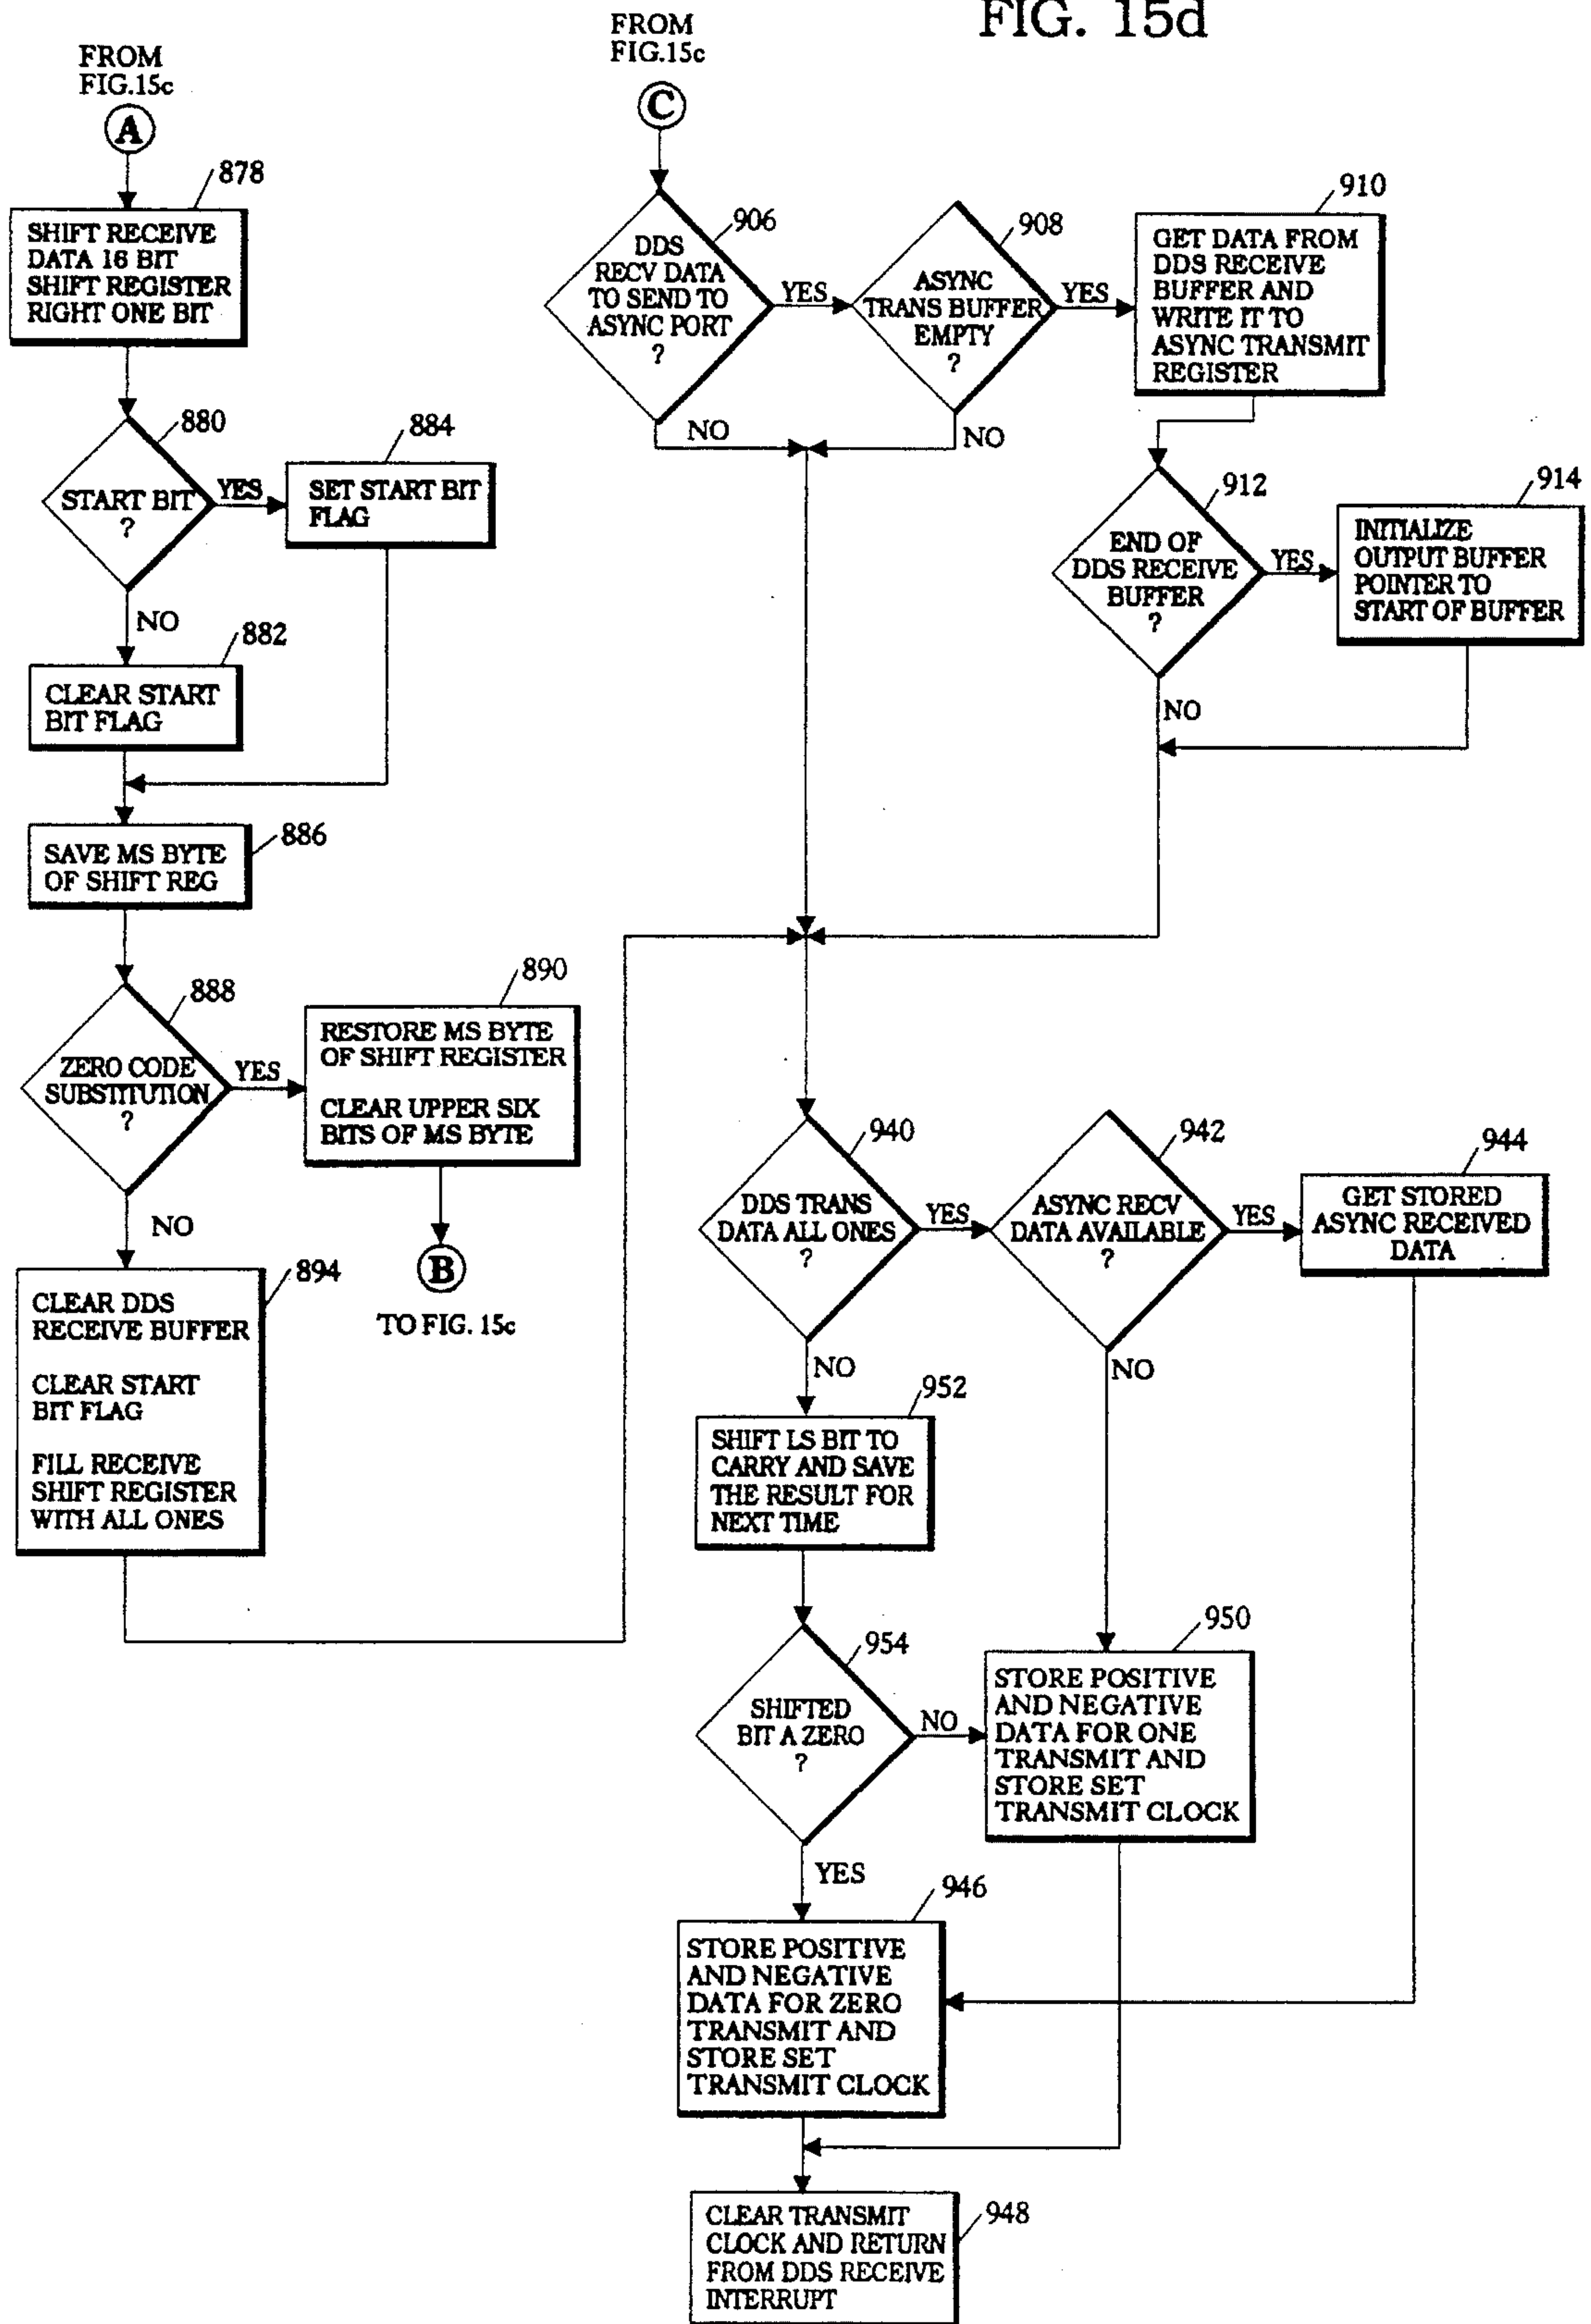 FIG. 15d
FROM
FIG.15c
A
878
SHIFT RECEIVE
DATA 16 BIT
SHIFT REGISTER
RIGHT ONE BIT
880
START BIT
?
YES
884
SET START BIT
FLAG
NO
882
CLEAR START
BIT FLAG
886
SAVE MS BYTE
OF SHIFT REG
888
ZERO CODE
SUBSTITUTION
?
YES
890
RESTORE MS BYTE
OF SHIFT REGISTER
CLEAR UPPER SIX
BITS OF MS BYTE
B
TO FIG. 15c
NO
894
CLEAR DDS
RECEIVE BUFFER
CLEAR START
BIT FLAG
FILL RECEIVE
SHIFT REGISTER
WITH ALL ONES
FROM
FIG.15c
C
906
DDS
RECV DATA
TO SEND TO
ASYNC PORT
?
YES
NO
908
ASYNC
TRANS BUFFER
EMPTY
?
YES
NO
910
GET DATA FROM
DDS RECEIVE
BUFFER AND
WRITE IT TO
ASYNC TRANSMIT
REGISTER
912
END OF
DDS RECEIVE
BUFFER
?
YES
914
INITIALIZE
OUTPUT BUFFER
POINTER TO
START OF BUFFER
NO
940
DDS TRANS
DATA ALL ONES
?
YES
942
ASYNC RECV
DATA AVAILABLE
?
YES
944
GET STORED
ASYNC RECEIVED
DATA
NO
NO
952
SHIFT LS BIT TO
CARRY AND SAVE
THE RESULT FOR
NEXT TIME
954
SHIFTED
BIT A ZERO
?
NO
950
STORE POSITIVE
AND NEGATIVE
DATA FOR ONE
TRANSMIT AND
STORE SET
TRANSMIT CLOCK
YES
946
STORE POSITIVE
AND NEGATIVE
DATA FOR ZERO
TRANSMIT AND
STORE SET
TRANSMIT CLOCK
948
CLEAR TRANSMIT
CLOCK AND RETURN
FROM DDS RECEIVE
INTERRUPT